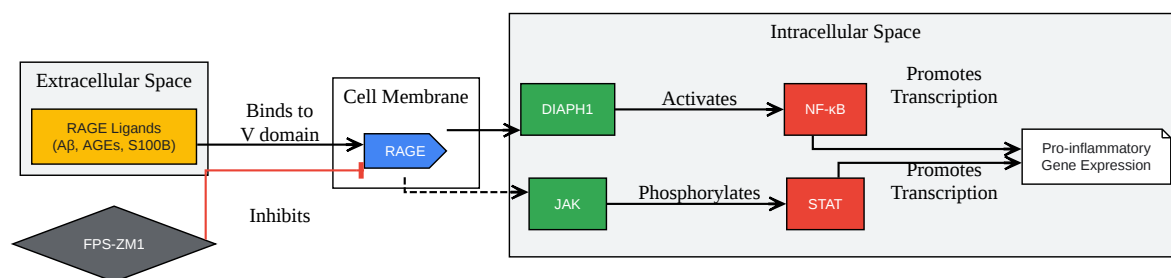 Extracellular Space
RAGE Ligands
(Aβ, AGEs, S100B)
FPS-ZM1
Binds to
V domain
Inhibits
Cell Membrane
RAGE
Intracellular Space
DIAPH1
Activates
NF-κB
Promotes
Transcription
JAK
Phosphorylates
STAT
Promotes
Transcription
Pro-inflammatory
Gene Expression